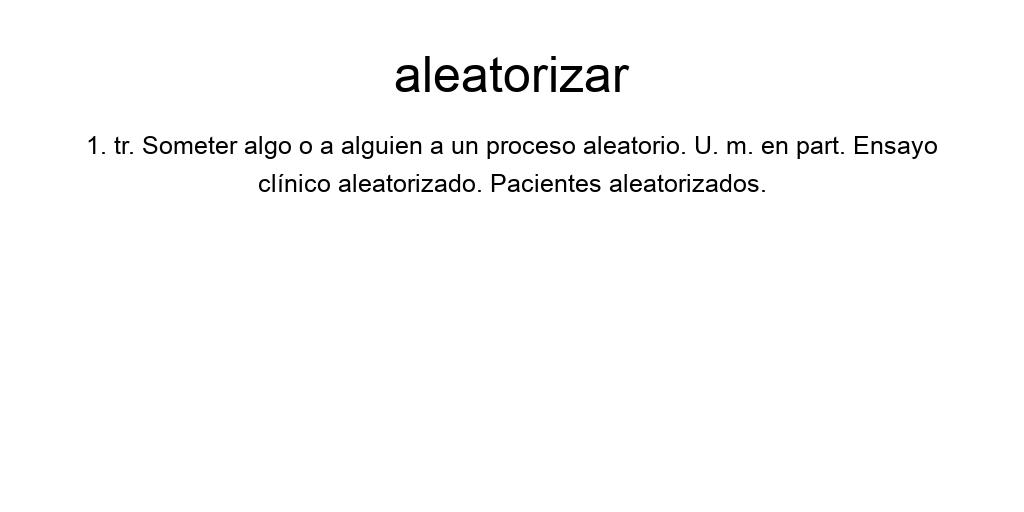 aleatorizar
1. tr. Someter algo o a alguien a un proceso aleatorio. U. m. en part. Ensayo
clínico aleatorizado. Pacientes aleatorizados.